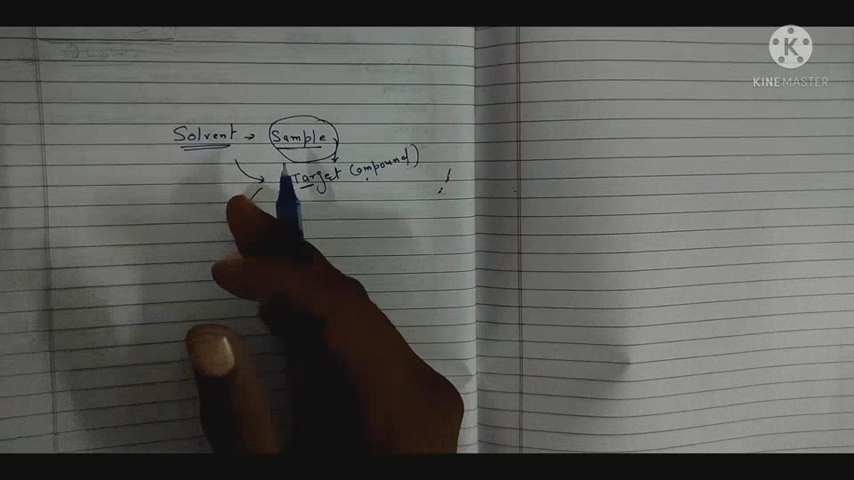 Solvent → Sample
Target Compound)
K
KINEMASTER